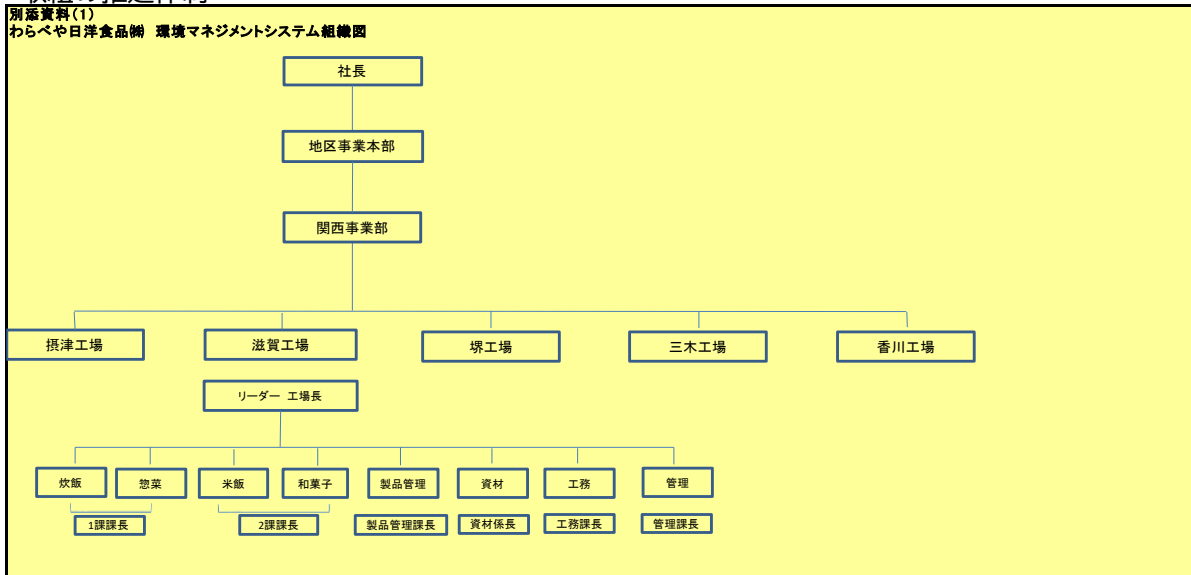 別添資料(1)
わらべや日洋食品㈱ 環境マネジメントシステム組織図
社長
地区事業本部
関西事業部
摂津工場 滋賀工場 堺工場 三木工場 香川工場
リーダー 工場長
炊飯 惣菜 米飯 和菓子 製品管理 資材 工務 管理
1課課長 2課課長 製品管理課長 資材係長 工務課長 管理課長